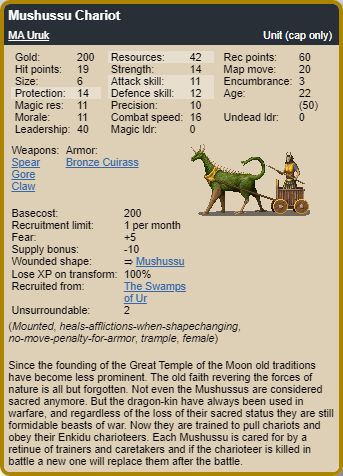 Mushussu Chariot
MA Uruk Unit (cap only)
Gold: 200 Resources: 42 Rec points: 60
Hit points: 19 Strength: 14 Map move: 20
Size: 6 Attack skill: 11 Encumbrance: 3
Protection: 14 Defence skill: 12 Age: 22
Magic res: 11 Precision: 10 (50)
Morale: 11 Combat speed: 16 Undead ldr: 0
Leadership: 40 Magic ldr: 0
Weapons: Armor:
Spear Bronze Cuirass
Gore
Claw
Basecost: 200
Recruitment limit: 1 per month
Fear: +5
Supply bonus: -10
Wounded shape: ⇒ Mushussu
Lose XP on transform: 100%
Recruited from: The Swamps
of Ur
Unsurroundable: 2
(Mounted, heals-afflictions-when-shapechanging,
no-move-penalty-for-armor, trample, female)
Since the founding of the Great Temple of the Moon old traditions
have become less prominent. The old faith revering the forces of
nature is all but forgotten. Not even the Mushussus are considered
sacred anymore. But the dragon-kin have always been used in
warfare, and regardless of the loss of their sacred status they are still
formidable beasts of war. Now they are trained to pull chariots and
obey their Enkidu charioteers. Each Mushussu is cared for by a
retinue of trainers and caretakers and if the charioteer is killed in
battle a new one will replace them after the battle.